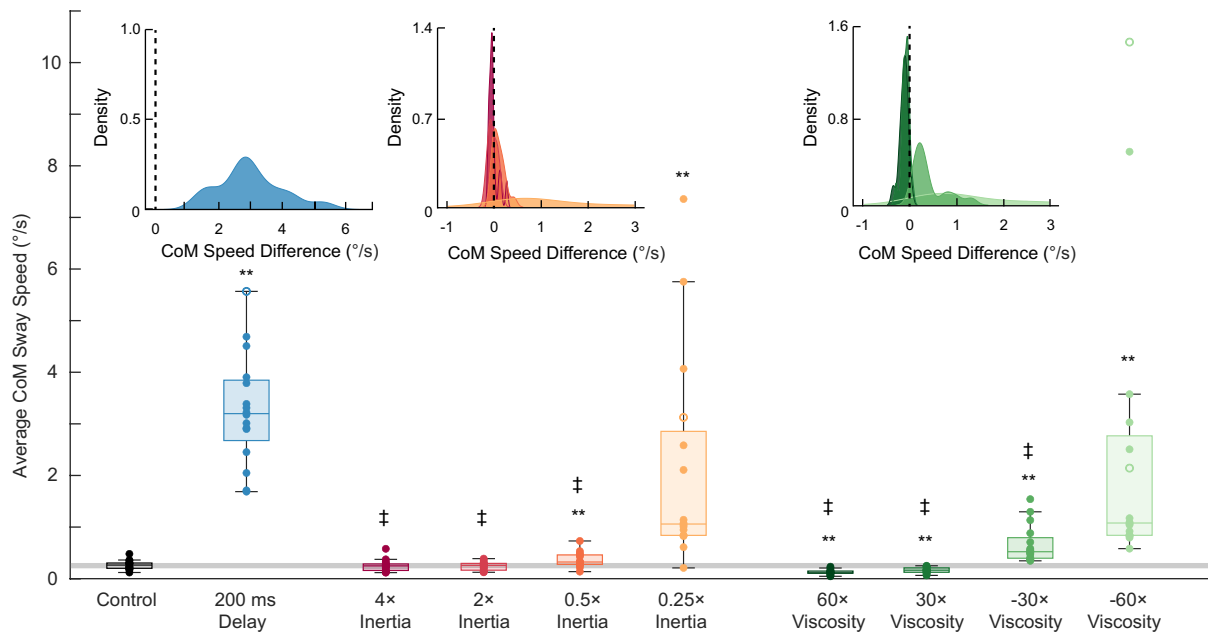 Average CoM Sway Speed (°/s)
10
8
6
4
2
0
1.0
0.5
0
Density
0 2 4 6
CoM Speed Difference (°/s)
1.4
0.7
0
Density
-1 0 1 2 3
CoM Speed Difference (°/s)
1.6
0.8
0
Density
-1 0 1 2 3
CoM Speed Difference (°/s)
**
**
‡
‡
‡
**
‡
**
‡
**
‡
**
**
Control
200 ms
Delay
4×
Inertia
2×
Inertia
0.5×
Inertia
0.25×
Inertia
60×
Viscosity
30×
Viscosity
-30×
Viscosity
-60×
Viscosity